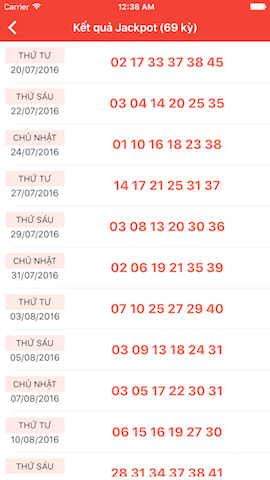 Carrier 12:38 AM
Kết quả Jackpot (69 kỳ)
THỨ TƯ
20/07/2016
02 17 33 37 38 45
THỨ SÁU
22/07/2016
03 04 14 20 25 35
CHỦ NHẬT
24/07/2016
01 10 16 18 23 38
THỨ TƯ
27/07/2016
14 17 21 25 31 37
THỨ SÁU
29/07/2016
03 08 13 20 30 36
CHỦ NHẬT
31/07/2016
02 06 19 21 35 39
THỨ TƯ
03/08/2016
07 10 25 27 29 40
THỨ SÁU
05/08/2016
03 09 13 18 24 31
CHỦ NHẬT
07/08/2016
03 05 17 22 30 31
THỨ TƯ
10/08/2016
06 15 16 19 27 30
THỨ SÁU
28 31 34 37 38 41